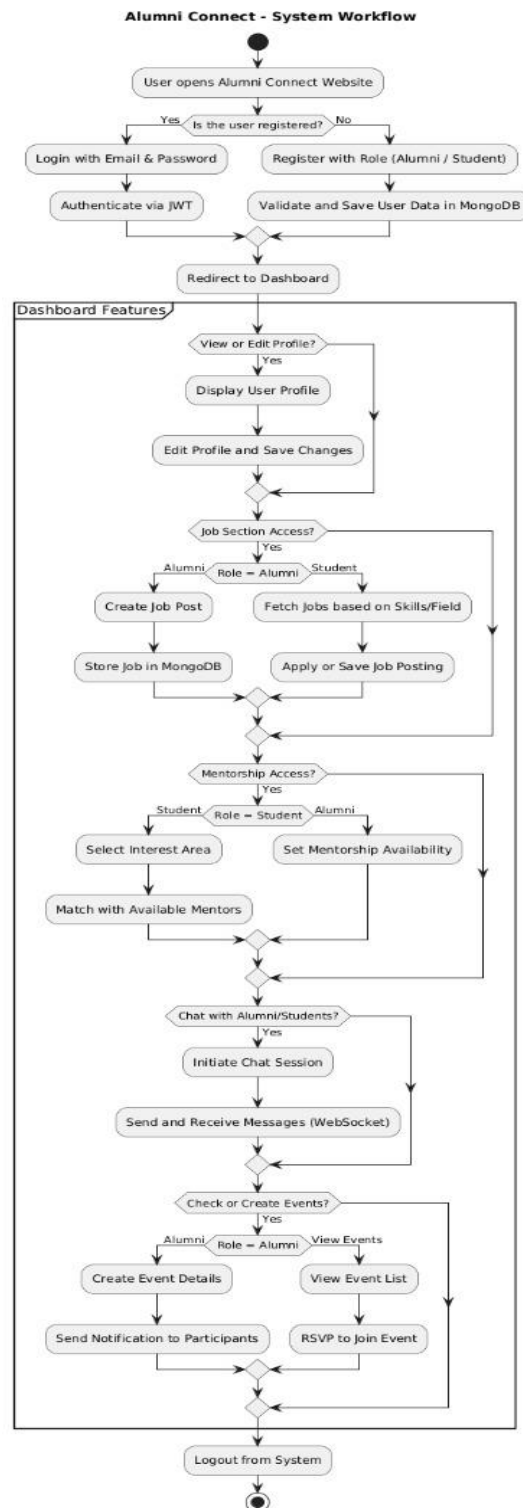 Alumni Connect - System Workflow
User opens Alumni Connect Website
Yes
Is the user registered?
No
Login with Email & Password
Register with Role (Alumni / Student)
Authenticate via JWT
Validate and Save User Data in MongoDB
Redirect to Dashboard
Dashboard Features
View or Edit Profile?
Yes
Display User Profile
Edit Profile and Save Changes
Job Section Access?
Yes
Alumni
Role = Alumni
Student
Create Job Post
Fetch Jobs based on Skills/Field
Store Job in MongoDB
Apply or Save Job Posting
Mentorship Access?
Yes
Student
Role = Student
Alumni
Select Interest Area
Set Mentorship Availability
Match with Available Mentors
Chat with Alumni/Students?
Yes
Initiate Chat Session
Send and Receive Messages (WebSocket)
Check or Create Events?
Yes
Alumni
Role = Alumni
View Events
Create Event Details
View Event List
Send Notification to Participants
RSVP to Join Event
Logout from System